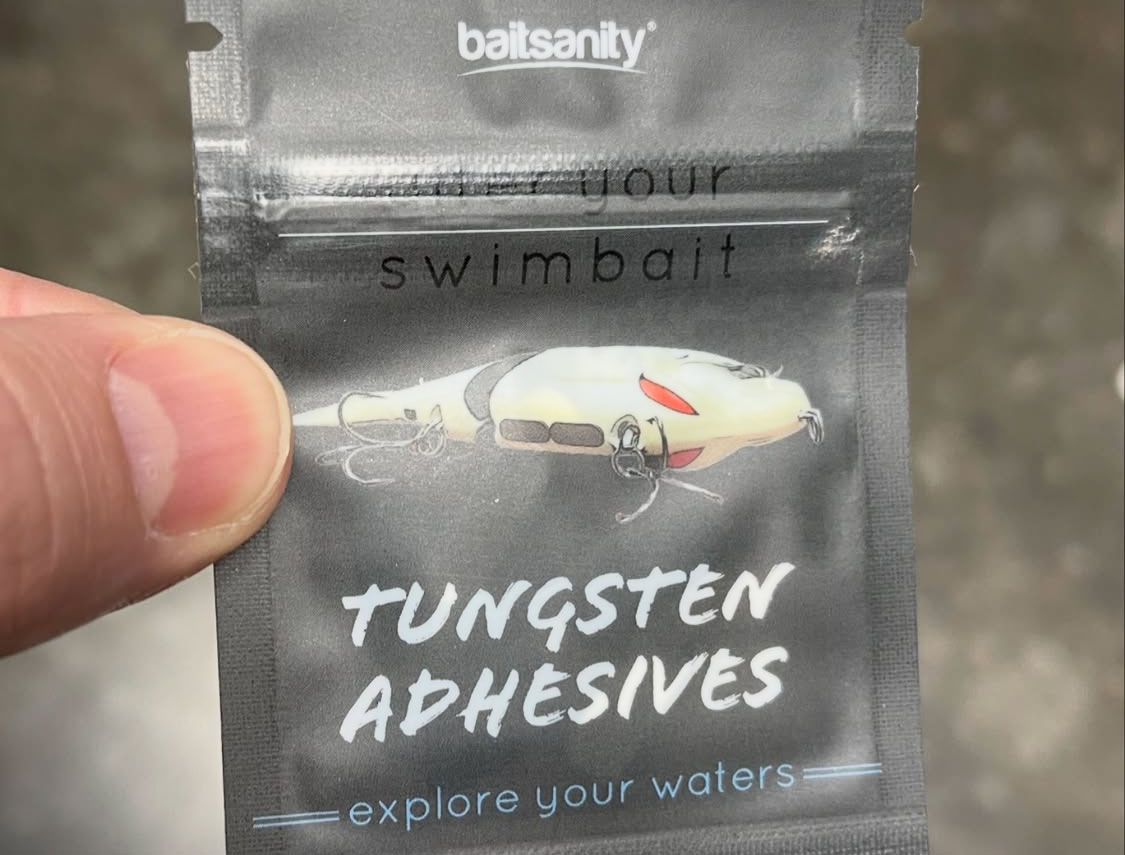 baitsanity®
your
swimbait
TUNGSTEN
ADHESIVES
explore your waters